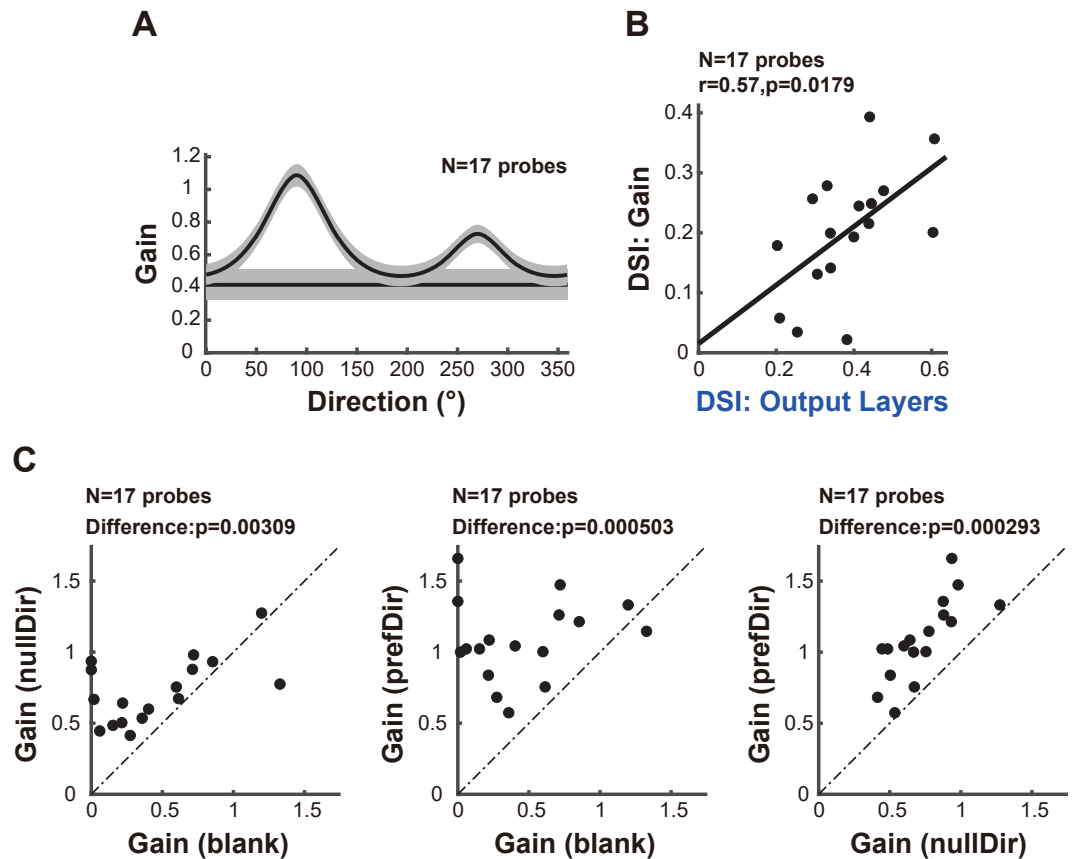 A
N=17 probes
Gain
1.2
1
0.8
0.6
0.4
0.2
0
0 50 100 150 200 250 300 350
Direction (°)
B
N=17 probes
r=0.57,p=0.0179
DSI: Gain
0.4
0.3
0.2
0.1
0
0 0.2 0.4 0.6
DSI: Output Layers
C
N=17 probes
Difference:p=0.00309
Gain (nullDir)
1.5
1
0.5
0
0 0.5 1 1.5
Gain (blank)
N=17 probes
Difference:p=0.000503
Gain (prefDir)
1.5
1
0.5
0
0 0.5 1 1.5
Gain (blank)
N=17 probes
Difference:p=0.000293
Gain (prefDir)
1.5
1
0.5
0
0 0.5 1 1.5
Gain (nullDir)